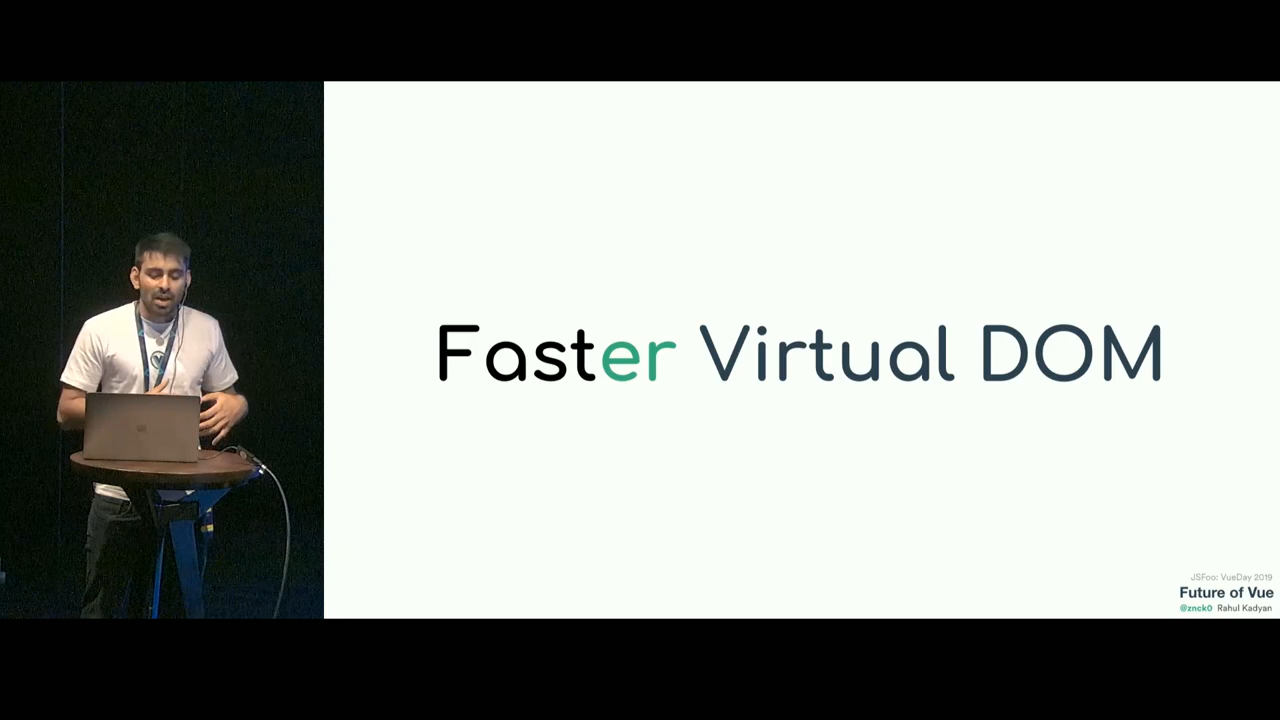 Faster Virtual DOM
JSFoo: VueDay 2019
Future of Vue
@znck0 Rahul Kadyan